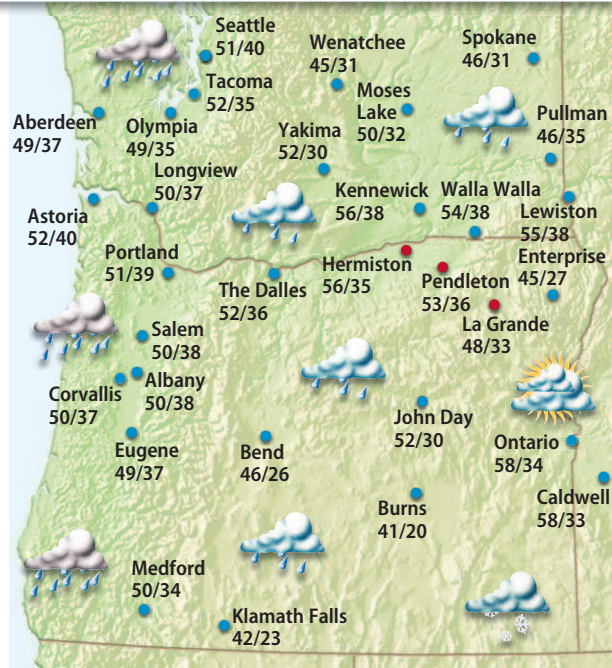 Seattle
51/40
Wenatchee
45/31
Spokane
46/31
Tacoma
52/35
Moses
Lake
50/32
Aberdeen
49/37
Olympia
49/35
Yakima
52/30
Pullman
46/35
Longview
50/37
Kennewick
56/38
Walla Walla
54/38
Lewiston
55/38
Astoria
52/40
Portland
51/39
The Dalles
52/36
Hermiston
56/35
Pendleton
53/36
Enterprise
45/27
La Grande
48/33
Salem
50/38
Corvallis
50/37
Albany
50/38
John Day
52/30
Eugene
49/37
Bend
46/26
Ontario
58/34
Burns
41/20
Caldwell
58/33
Medford
50/34
Klamath Falls
42/23